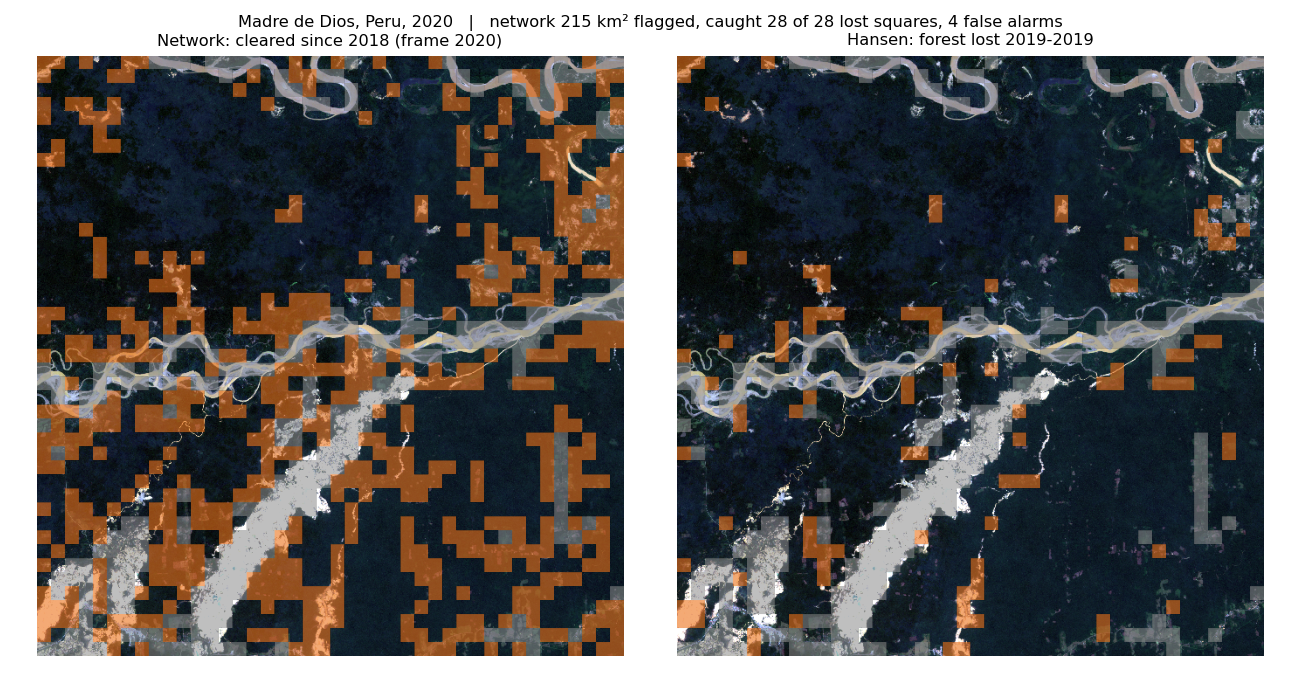 Madre de Dios, Peru, 2020 | network 215 km² flagged, caught 28 of 28 lost squares, 4 false alarms
Network: cleared since 2018 (frame 2020)
Hansen: forest lost 2019-2019